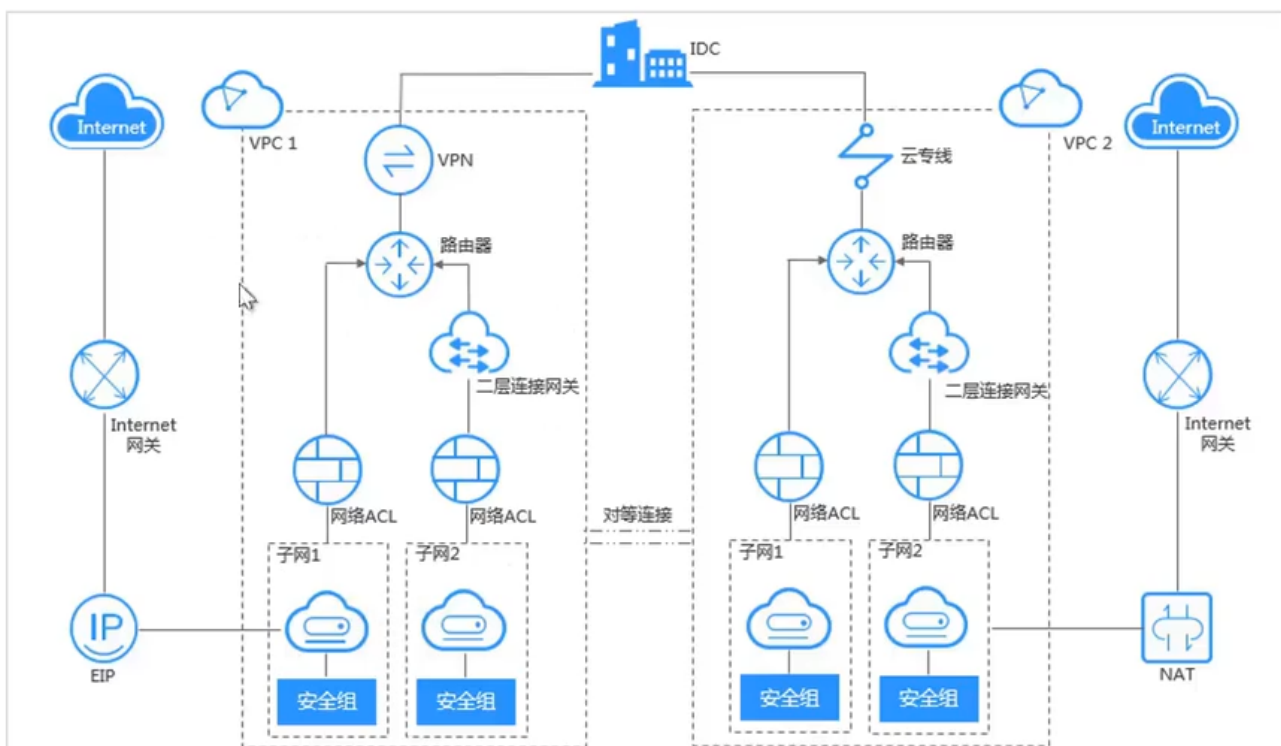 IDC
Internet
VPC 1
VPN
云专线
VPC 2
Internet
路由器
路由器
二层连接网关
二层连接网关
Internet
网关
Internet
网关
网络ACL
网络ACL
对等连接
网络ACL
网络ACL
子网1
子网2
子网1
子网2
IP
EIP
NAT
安全组
安全组
安全组
安全组